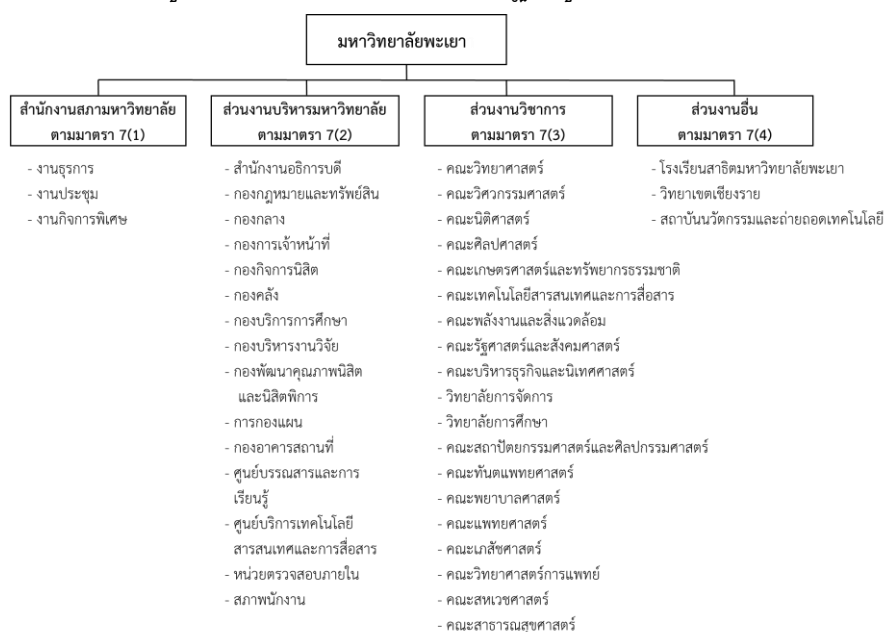 มหาวิทยาลัยพะเยา
สำนักงานสภามหาวิทยาลัย
ตามมาตรา 7(1)
- งานธุรการ
- งานประชุม
- งานกิจการพิเศษ
ส่วนงานบริหารมหาวิทยาลัย
ตามมาตรา 7(2)
- สำนักงานอธิการบดี
- กองกฎหมายและทรัพย์สิน
- กองกลาง
- กองการเจ้าหน้าที่
- กองกิจการนิสิต
- กองคลัง
- กองบริการการศึกษา
- กองบริหารงานวิจัย
- กองพัฒนาคุณภาพนิสิต
และนิสิตพิการ
- การกองแผน
- กองอาคารสถานที่
- ศูนย์บรรณสารและการ
เรียนรู้
- ศูนย์บริการเทคโนโลยี
สารสนเทศและการสื่อสาร
- หน่วยตรวจสอบภายใน
- สภาพนักงาน
ส่วนงานวิชาการ
ตามมาตรา 7(3)
- คณะวิทยาศาสตร์
- คณะวิศวกรรมศาสตร์
- คณะนิติศาสตร์
- คณะศิลปศาสตร์
- คณะเกษตรศาสตร์และทรัพยากรธรรมชาติ
- คณะเทคโนโลยีสารสนเทศและการสื่อสาร
- คณะพลังงานและสิ่งแวดล้อม
- คณะรัฐศาสตร์และสังคมศาสตร์
- คณะบริหารธุรกิจและนิเทศศาสตร์
- วิทยาลัยการจัดการ
- วิทยาลัยการศึกษา
- คณะสถาปัตยกรรมศาสตร์และศิลปกรรมศาสตร์
- คณะทันตแพทยศาสตร์
- คณะพยาบาลศาสตร์
- คณะแพทยศาสตร์
- คณะเภสัชศาสตร์
- คณะวิทยาศาสตร์การแพทย์
- คณะสหเวชศาสตร์
- คณะสาธารณสุขศาสตร์
ส่วนงานอื่น
ตามมาตรา 7(4)
- โรงเรียนสาธิตมหาวิทยาลัยพะเยา
- วิทยาเขตเชียงราย
- สถาบันนวัตกรรมและถ่ายถอดเทคโนโลยี